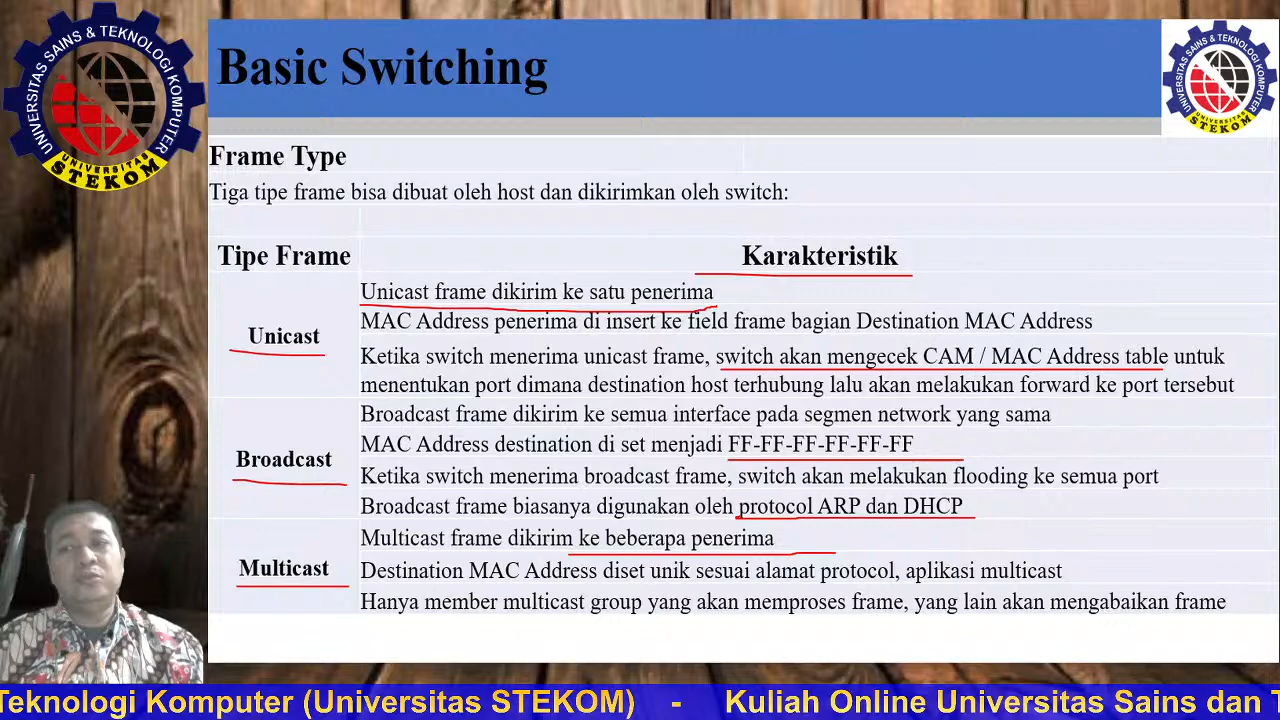 UNIVERSITAS SAINS & TEKNOLOGI KOMPUTER
UNIVERSITAS
STEKOM
Basic Switching
UNIVERSITAS SAINS & TEKNOLOGI KOMPUTER
UNIVERSITAS
STEKOM
Frame Type
Tiga tipe frame bisa dibuat oleh host dan dikirimkan oleh switch:
Tipe Frame
Karakteristik
Unicast
Unicast frame dikirim ke satu penerima
MAC Address penerima di insert ke field frame bagian Destination MAC Address
Ketika switch menerima unicast frame, switch akan mengecek CAM / MAC Address table untuk
menentukan port dimana destination host terhubung lalu akan melakukan forward ke port tersebut
Broadcast
Broadcast frame dikirim ke semua interface pada segmen network yang sama
MAC Address destination di set menjadi FF-FF-FF-FF-FF-FF
Ketika switch menerima broadcast frame, switch akan melakukan flooding ke semua port
Broadcast frame biasanya digunakan oleh protocol ARP dan DHCP
Multicast
Multicast frame dikirim ke beberapa penerima
Destination MAC Address diset unik sesuai alamat protocol, aplikasi multicast
Hanya member multicast group yang akan memproses frame, yang lain akan mengabaikan frame
Teknologi Komputer (Universitas STEKOM) - Kuliah Online Universitas Sains dan T